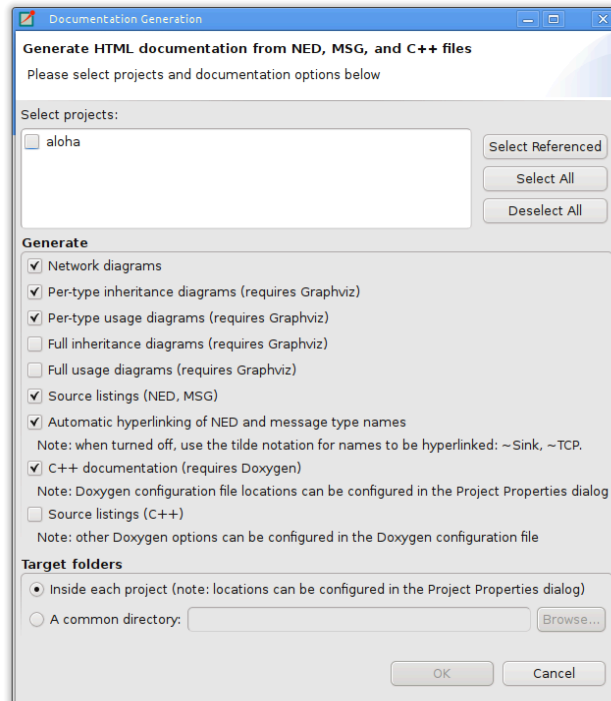 Documentation Generation
Generate HTML documentation from NED, MSG, and C++ files
Please select projects and documentation options below
Select projects:
aloha
Select Referenced
Select All
Deselect All
Generate
Network diagrams
Per-type inheritance diagrams (requires Graphviz)
Per-type usage diagrams (requires Graphviz)
Full inheritance diagrams (requires Graphviz)
Full usage diagrams (requires Graphviz)
Source listings (NED, MSG)
Automatic hyperlinking of NED and message type names
Note: when turned off, use the tilde notation for names to be hyperlinked: ~Sink, ~TCP.
C++ documentation (requires Doxygen)
Note: Doxygen configuration file locations can be configured in the Project Properties dialog
Source listings (C++)
Note: other Doxygen options can be configured in the Doxygen configuration file
Target folders
Inside each project (note: locations can be configured in the Project Properties dialog)
A common directory:
Browse...
OK
Cancel